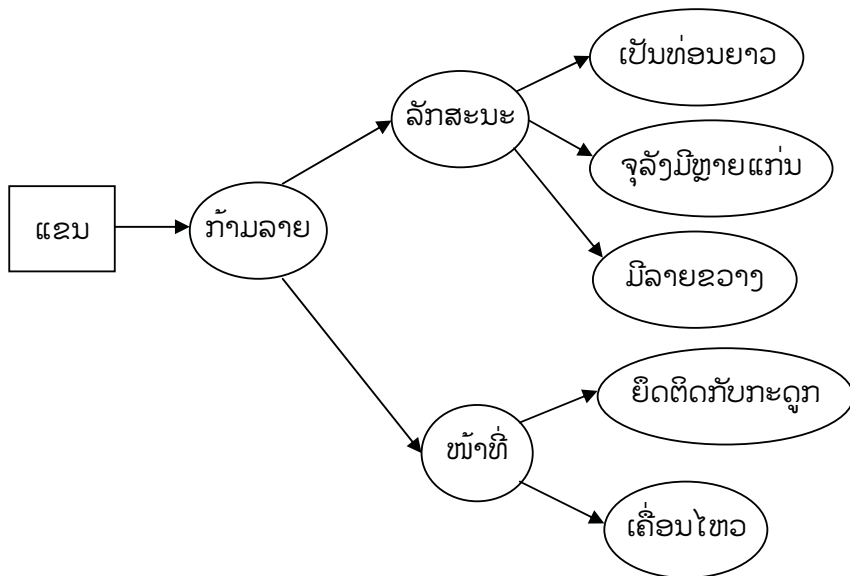 ແຂນ
ກ້າມລາຍ
ລັກສະນະ
ເປັນທ່ອນຍາວ
ຈຸລັງມີຫຼາຍແກ່ນ
ມີລາຍຂວາງ
ໜ້າທີ່
ຍຶດຕິດກັບກະດູກ
ເຄື່ອນໄຫວ